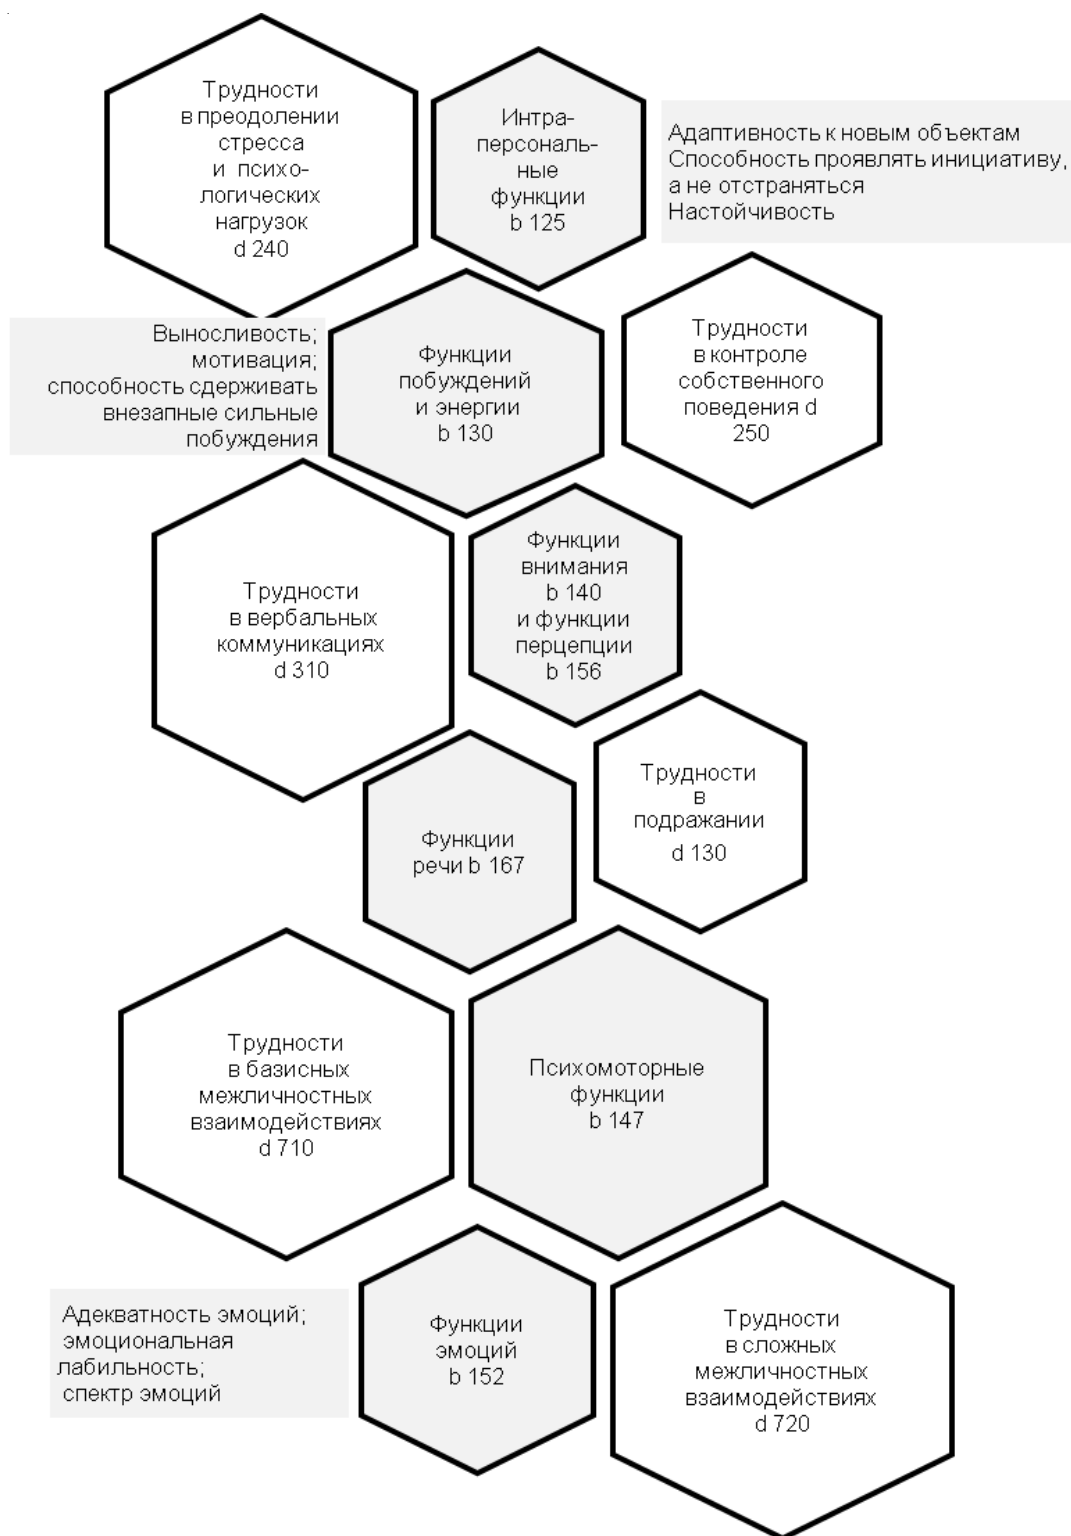 Трудности
в преодолении
стресса
и психо-
логических
нагрузок
d 240
Интра-
персональ-
ные
функции
b 125
Адаптивность к новым объектам
Способность проявлять инициативу,
а не отстраняться
Настойчивость
Выносливость;
мотивация;
способность сдерживать
внезапные сильные
побуждения
Функции
побуждений
и энергии
b 130
Трудности
в контроле
собственного
поведения d
250
Трудности
в вербальных
коммуникациях
d 310
Функции
внимания
b 140
и функции
перцепции
b 156
Функции
речи b 167
Трудности
в
подражании
d 130
Трудности
в базисных
межличностных
взаимодействиях
d 710
Психомоторные
функции
b 147
Адекватность эмоций;
эмоциональная
лабильность;
спектр эмоций
Функции
эмоций
b 152
Трудности
в сложных
межличностных
взаимодействиях
d 720